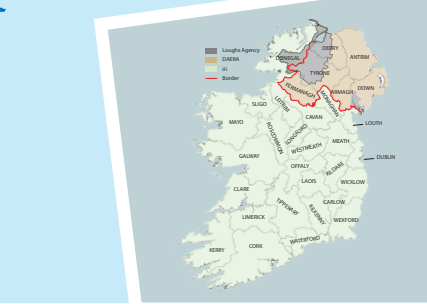 Loughs Agency
DAERA
IFI
Border
DERRY
DONEGAL
ANTRIM
TYRONE
FERMANAGH
ARMAGH
DOWN
MONAGHAN
SLIGO
LEITRIM
CAVAN
LOUTH
MAYO
ROSCOMMON
LONGFORD
MEATH
WESTMEATH
GALWAY
DUBLIN
OFFALY
KILDARE
LAOIS
WICKLOW
CLARE
CARLOW
TIPPERARY
KILKENNY
LIMERICK
WEXFORD
WATERFORD
CORK
KERRY